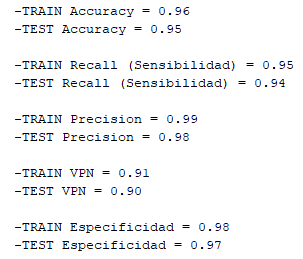 -TRAIN Accuracy = 0.96
-TEST Accuracy = 0.95
-TRAIN Recall (Sensibilidad) = 0.95
-TEST Recall (Sensibilidad) = 0.94
-TRAIN Precision = 0.99
-TEST Precision = 0.98
-TRAIN VPN = 0.91
-TEST VPN = 0.90
-TRAIN Especificidad = 0.98
-TEST Especificidad = 0.97